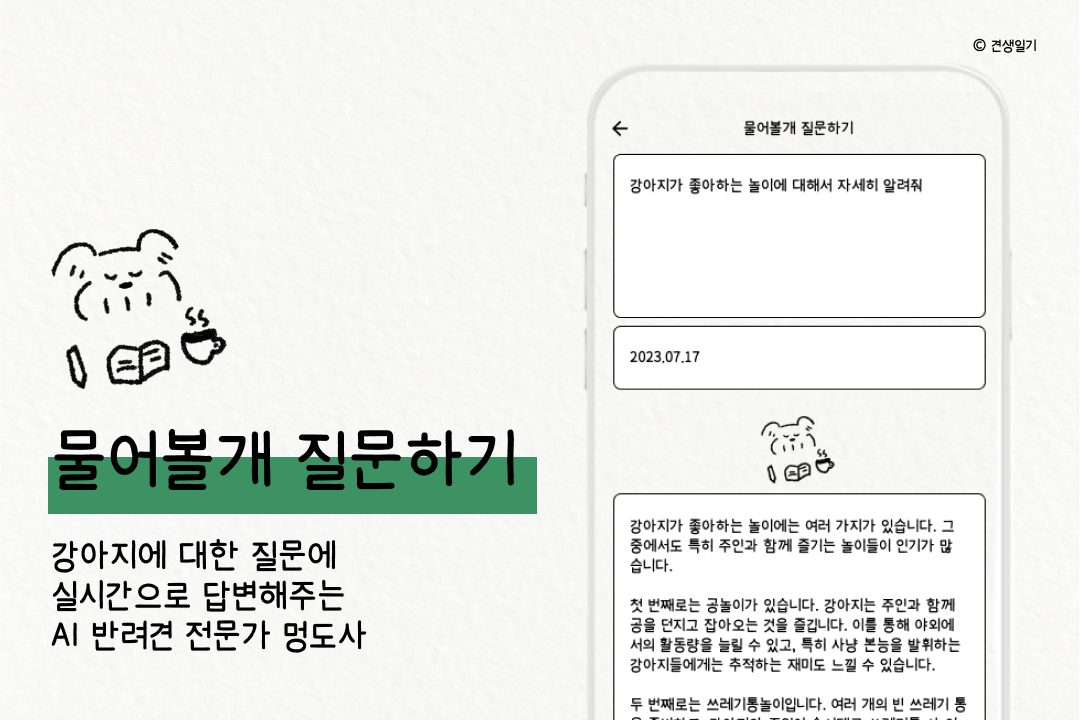 © 견생일기
물어볼개 질문하기
강아지에 대한 질문에
실시간으로 답변해주는
AI 반려견 전문가 멍도사
물어볼개 질문하기
강아지가 좋아하는 놀이에 대해서 자세히 알려줘
2023.07.17
강아지가 좋아하는 놀이에는 여러 가지가 있습니다. 그
중에서도 특히 주인과 함께 즐기는 놀이들이 인기가 많
습니다.
첫 번째로는 공놀이가 있습니다. 강아지는 주인과 함께
공을 던지고 잡아오는 것을 즐깁니다. 이를 통해 야외에
서의 활동량을 늘릴 수 있고, 특히 사냥 본능을 발휘하는
강아지들에게는 추적하는 재미도 느낄 수 있습니다.
두 번째로는 쓰레기통놀이입니다. 여러 개의 빈 쓰레기 통